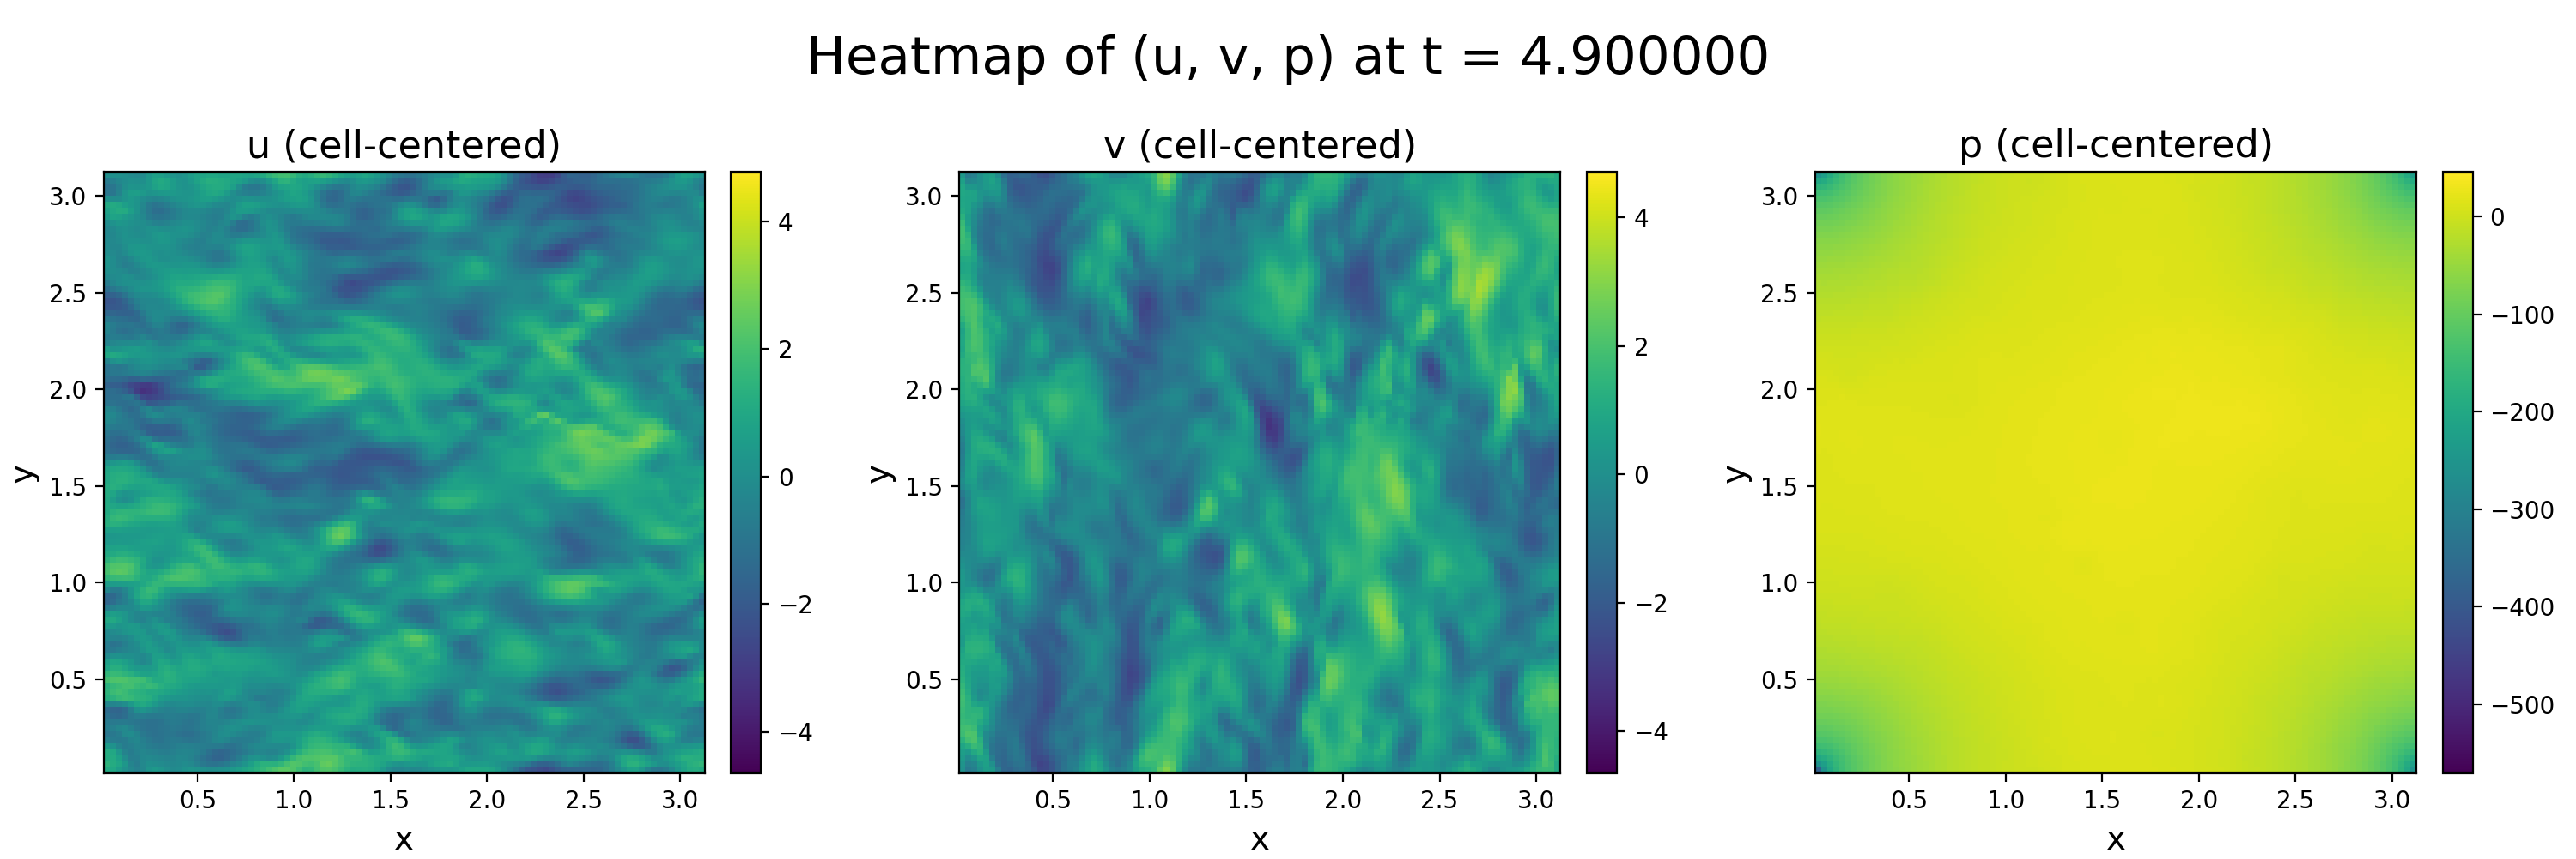 Heatmap of (u, v, p) at t = 4.900000
u (cell-centered)
v (cell-centered)
p (cell-centered)
3.0
2.5
2.0
1.5
1.0
0.5
y
0.5 1.0 1.5 2.0 2.5 3.0
x
4
2
0
−2
−4
3.0
2.5
2.0
1.5
1.0
0.5
y
0.5 1.0 1.5 2.0 2.5 3.0
x
4
2
0
−2
−4
3.0
2.5
2.0
1.5
1.0
0.5
y
0.5 1.0 1.5 2.0 2.5 3.0
x
0
−100
−200
−300
−400
−500